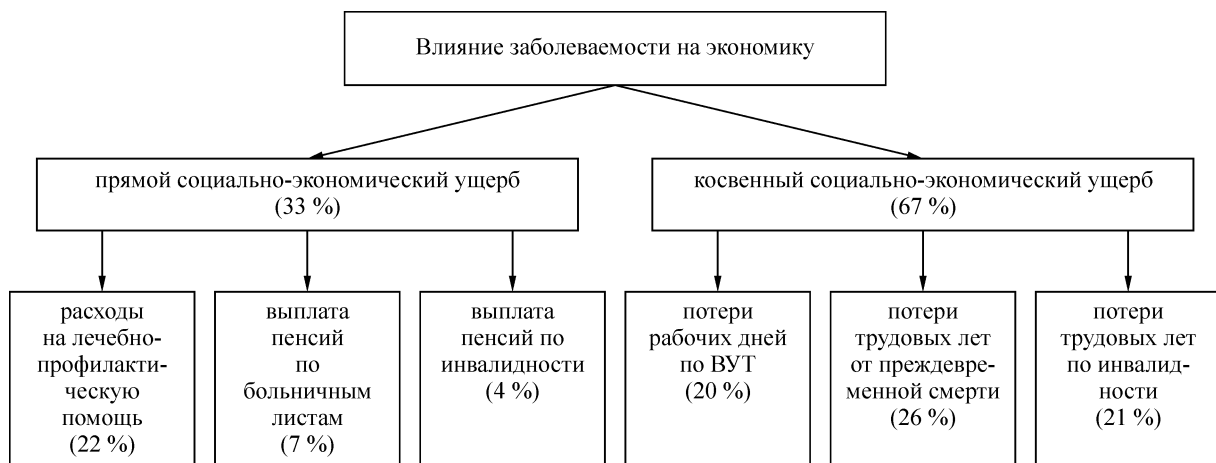 Влияние заболеваемости на экономику
прямой социально-экономический ущерб
(33 %)
косвенный социально-экономический ущерб
(67 %)
расходы
на лечебно-
профилакти-
ческую
помощь
(22 %)
выплата
пенсий
по
больничным
листам
(7 %)
выплата
пенсий по
инвалидности
(4 %)
потери
рабочих дней
по ВУТ
(20 %)
потери
трудовых лет
от преждевре-
менной смерти
(26 %)
потери
трудовых лет
по инвалид-
ности
(21 %)